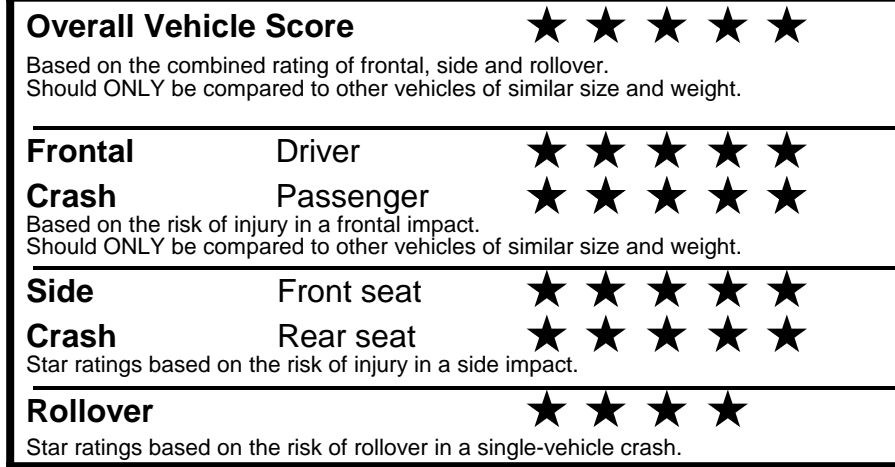 Overall Vehicle Score ★ ★ ★ ★ ★
Based on the combined rating of frontal, side and rollover.
Should ONLY be compared to other vehicles of similar size and weight.
Frontal Driver ★ ★ ★ ★ ★
Crash Passenger ★ ★ ★ ★ ★
Based on the risk of injury in a frontal impact.
Should ONLY be compared to other vehicles of similar size and weight.
Side Front seat ★ ★ ★ ★ ★
Crash Rear seat ★ ★ ★ ★ ★
Star ratings based on the risk of injury in a side impact.
Rollover ★ ★ ★ ★
Star ratings based on the risk of rollover in a single-vehicle crash.